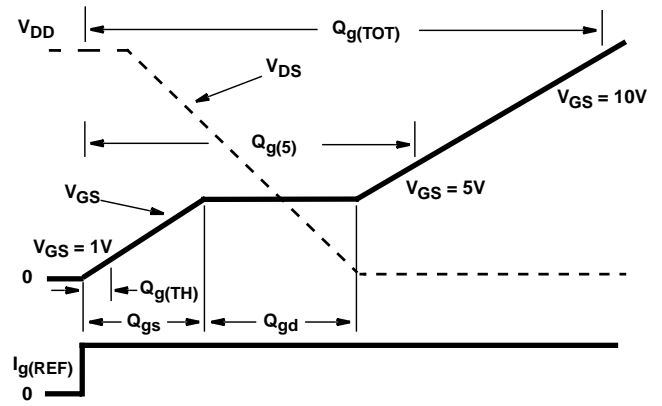 V_DD
Q_g(TOT)
V_DS
V_GS = 10V
Q_g(5)
V_GS
V_GS = 5V
V_GS = 1V
0
Q_g(TH)
Q_gs
Q_gd
I_g(REF)
0